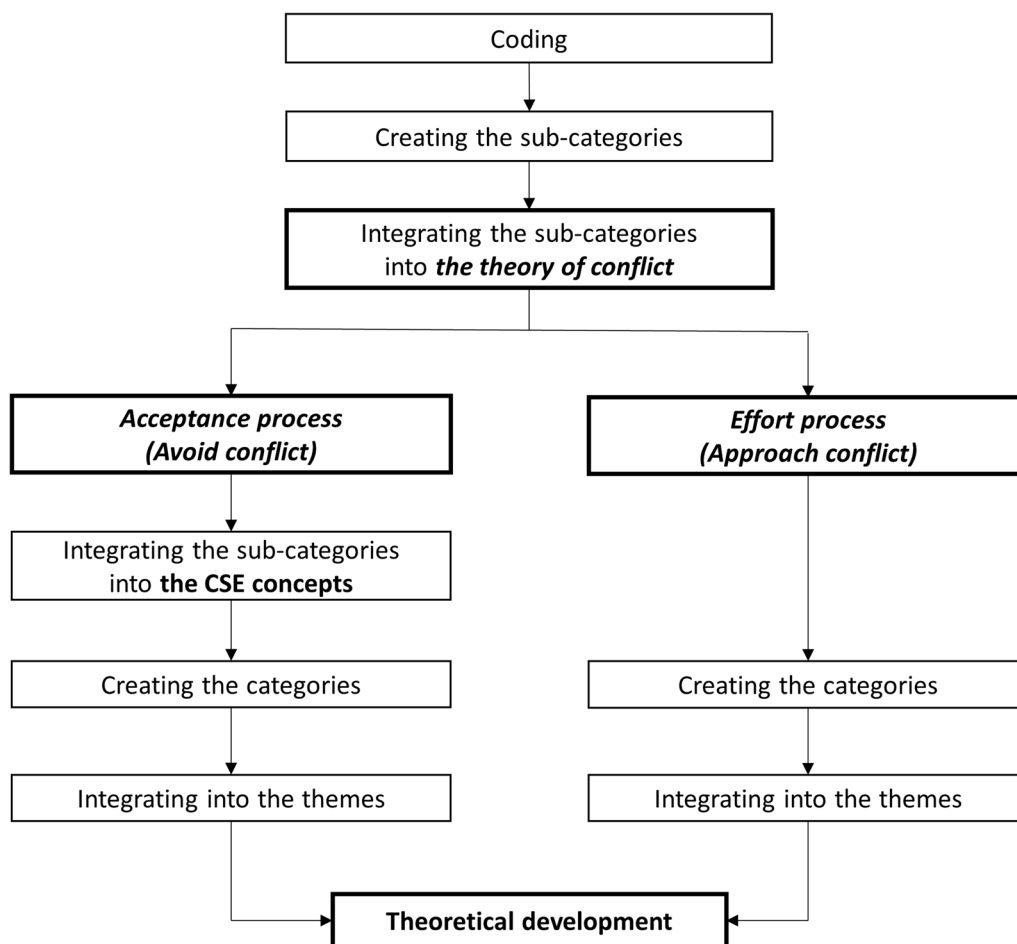 Coding
Creating the sub-categories
Integrating the sub-categories
into the theory of conflict
Acceptance process
(Avoid conflict)
Effort process
(Approach conflict)
Integrating the sub-categories
into the CSE concepts
Creating the categories
Creating the categories
Integrating into the themes
Integrating into the themes
Theoretical development